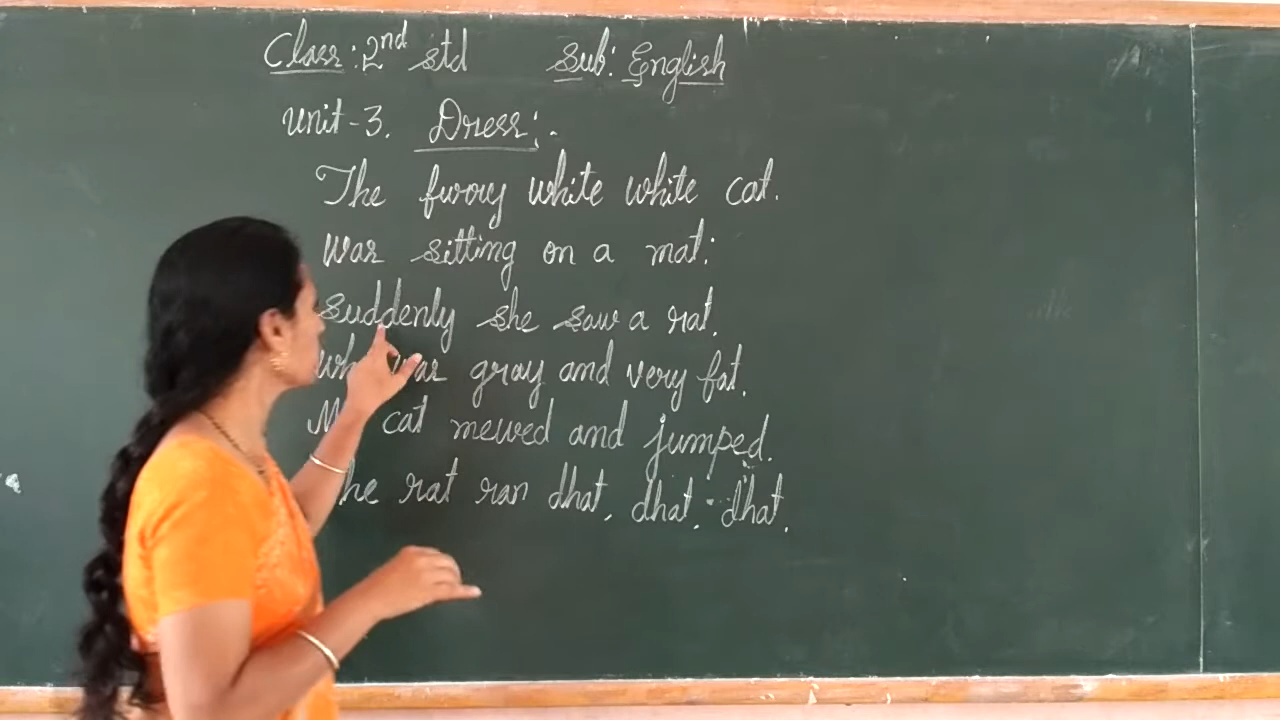 Class: 2nd std Sub: English
Unit-3. Dress:-
The furry white white cat.
Was sitting on a mat:
Suddenly she saw a rat.
was gray and very fat.
cat mewed and jumped.
he rat ran dhat, dhat, dhat.